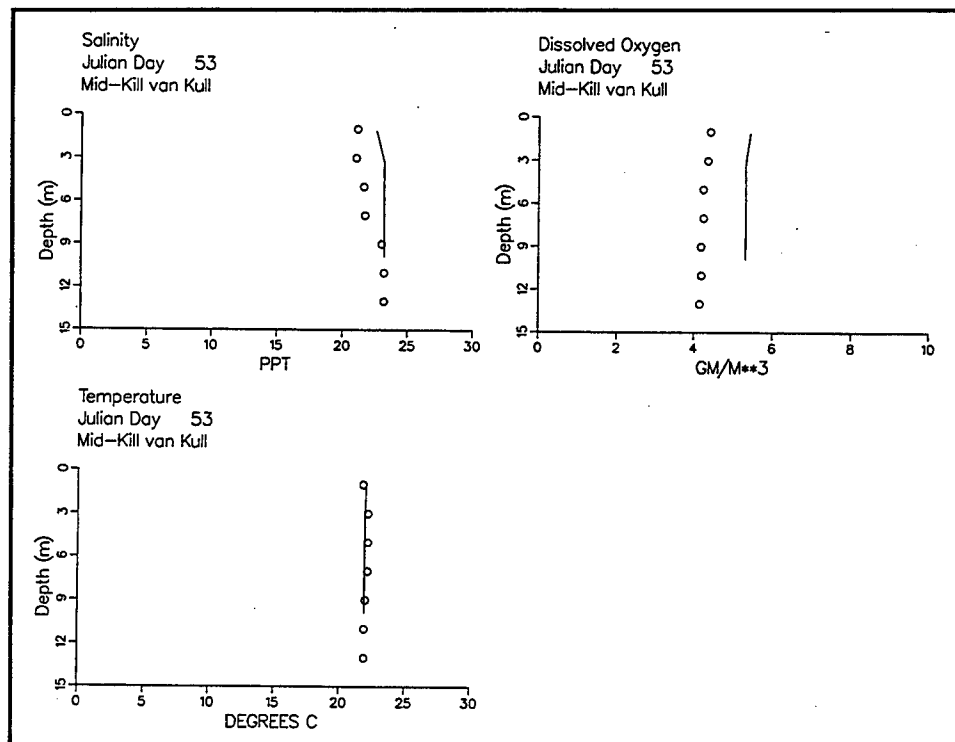 Salinity
Julian Day 53
Mid-Kill van Kull
0
3
6
9
12
15
Depth (m)
0 5 10 15 20 25 30
PPT
Dissolved Oxygen
Julian Day 53
Mid-Kill van Kull
0
3
6
9
12
15
Depth (m)
0 2 4 6 8 10
GM/M**3
Temperature
Julian Day 53
Mid-Kill van Kull
0
3
6
9
12
15
Depth (m)
0 5 10 15 20 25 30
DEGREES C